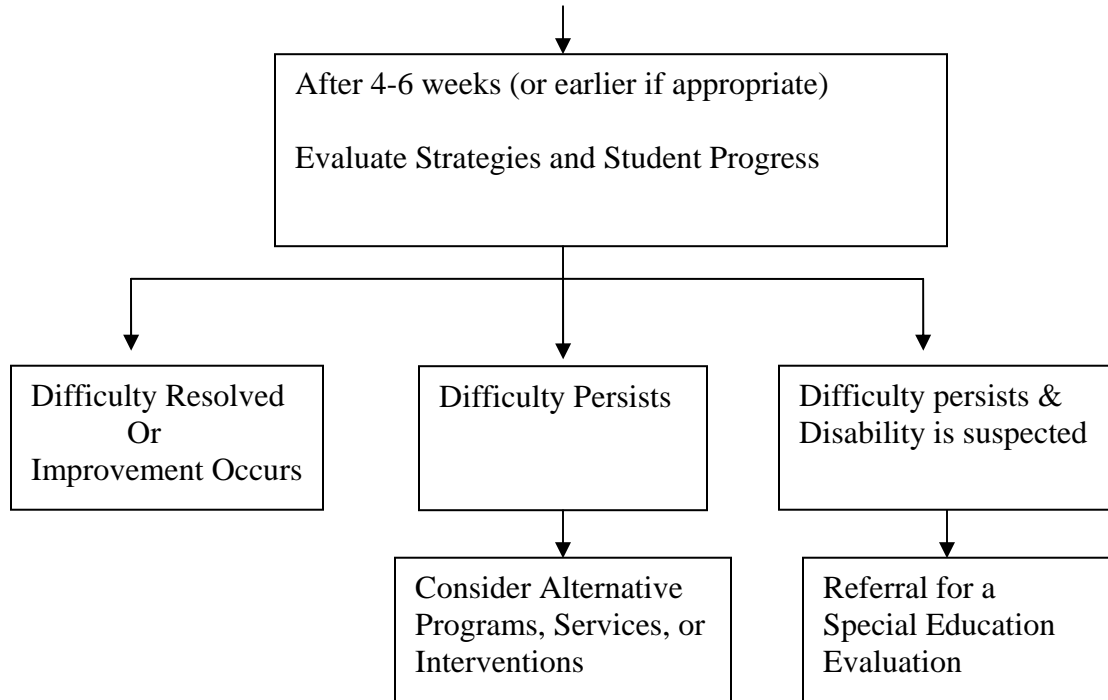 After 4-6 weeks (or earlier if appropriate)
Evaluate Strategies and Student Progress
Difficulty Resolved
Or
Improvement Occurs
Difficulty Persists
Difficulty persists &
Disability is suspected
Consider Alternative
Programs, Services, or
Interventions
Referral for a
Special Education
Evaluation